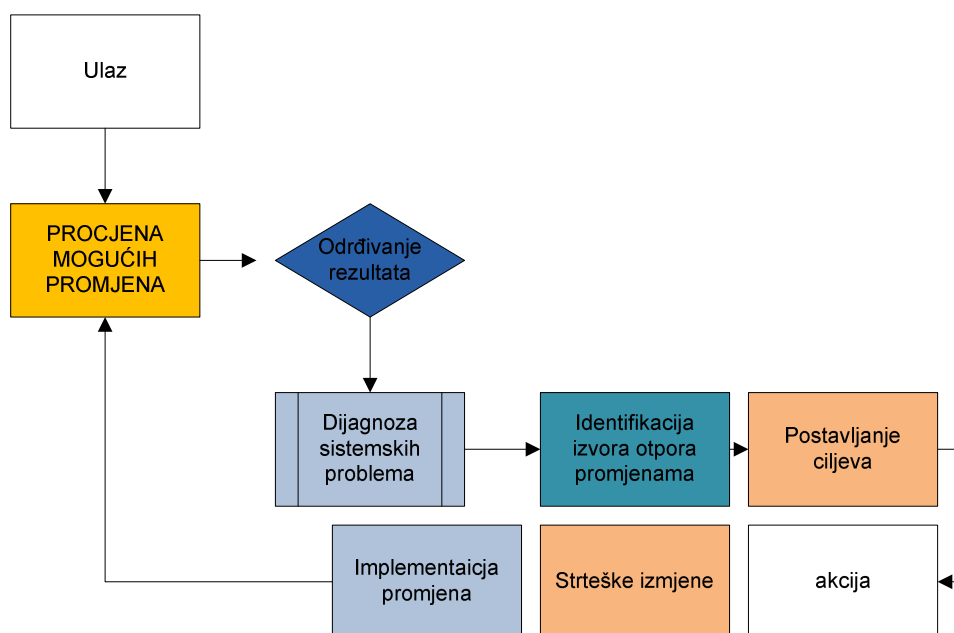 Ulaz
PROCJENA
MOGUĆIH
PROMJENA
Odrđivanje
rezultata
Dijagnoza
sistemskih
problema
Identifikacija
izvora otpora
promjenama
Postavljanje
ciljeva
Implementaicja
promjena
Strteške izmjene
akcija